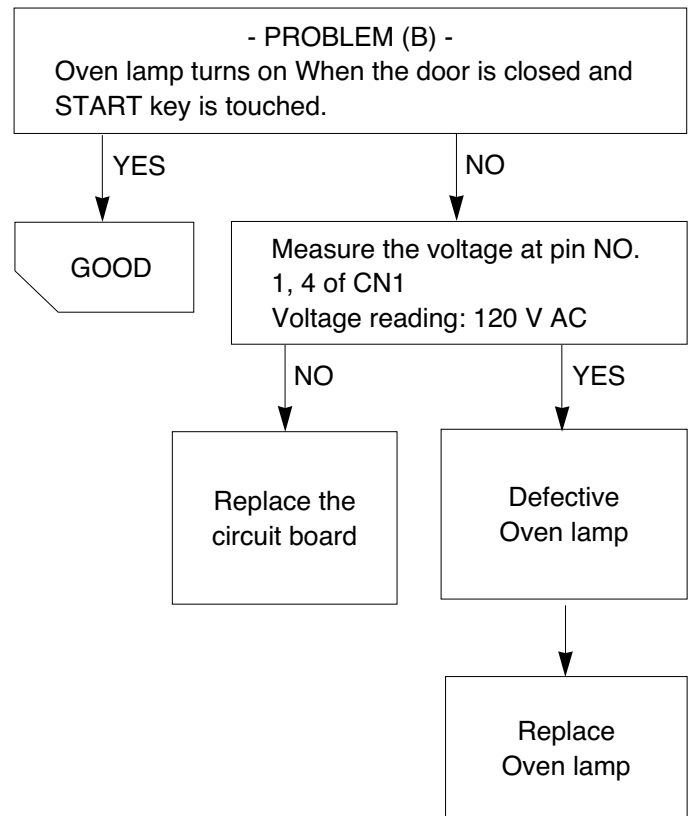 - PROBLEM (B) -
Oven lamp turns on When the door is closed and
START key is touched.
YES
NO
GOOD
Measure the voltage at pin NO.
1, 4 of CN1
Voltage reading: 120 V AC
NO
YES
Replace the
circuit board
Defective
Oven lamp
Replace
Oven lamp